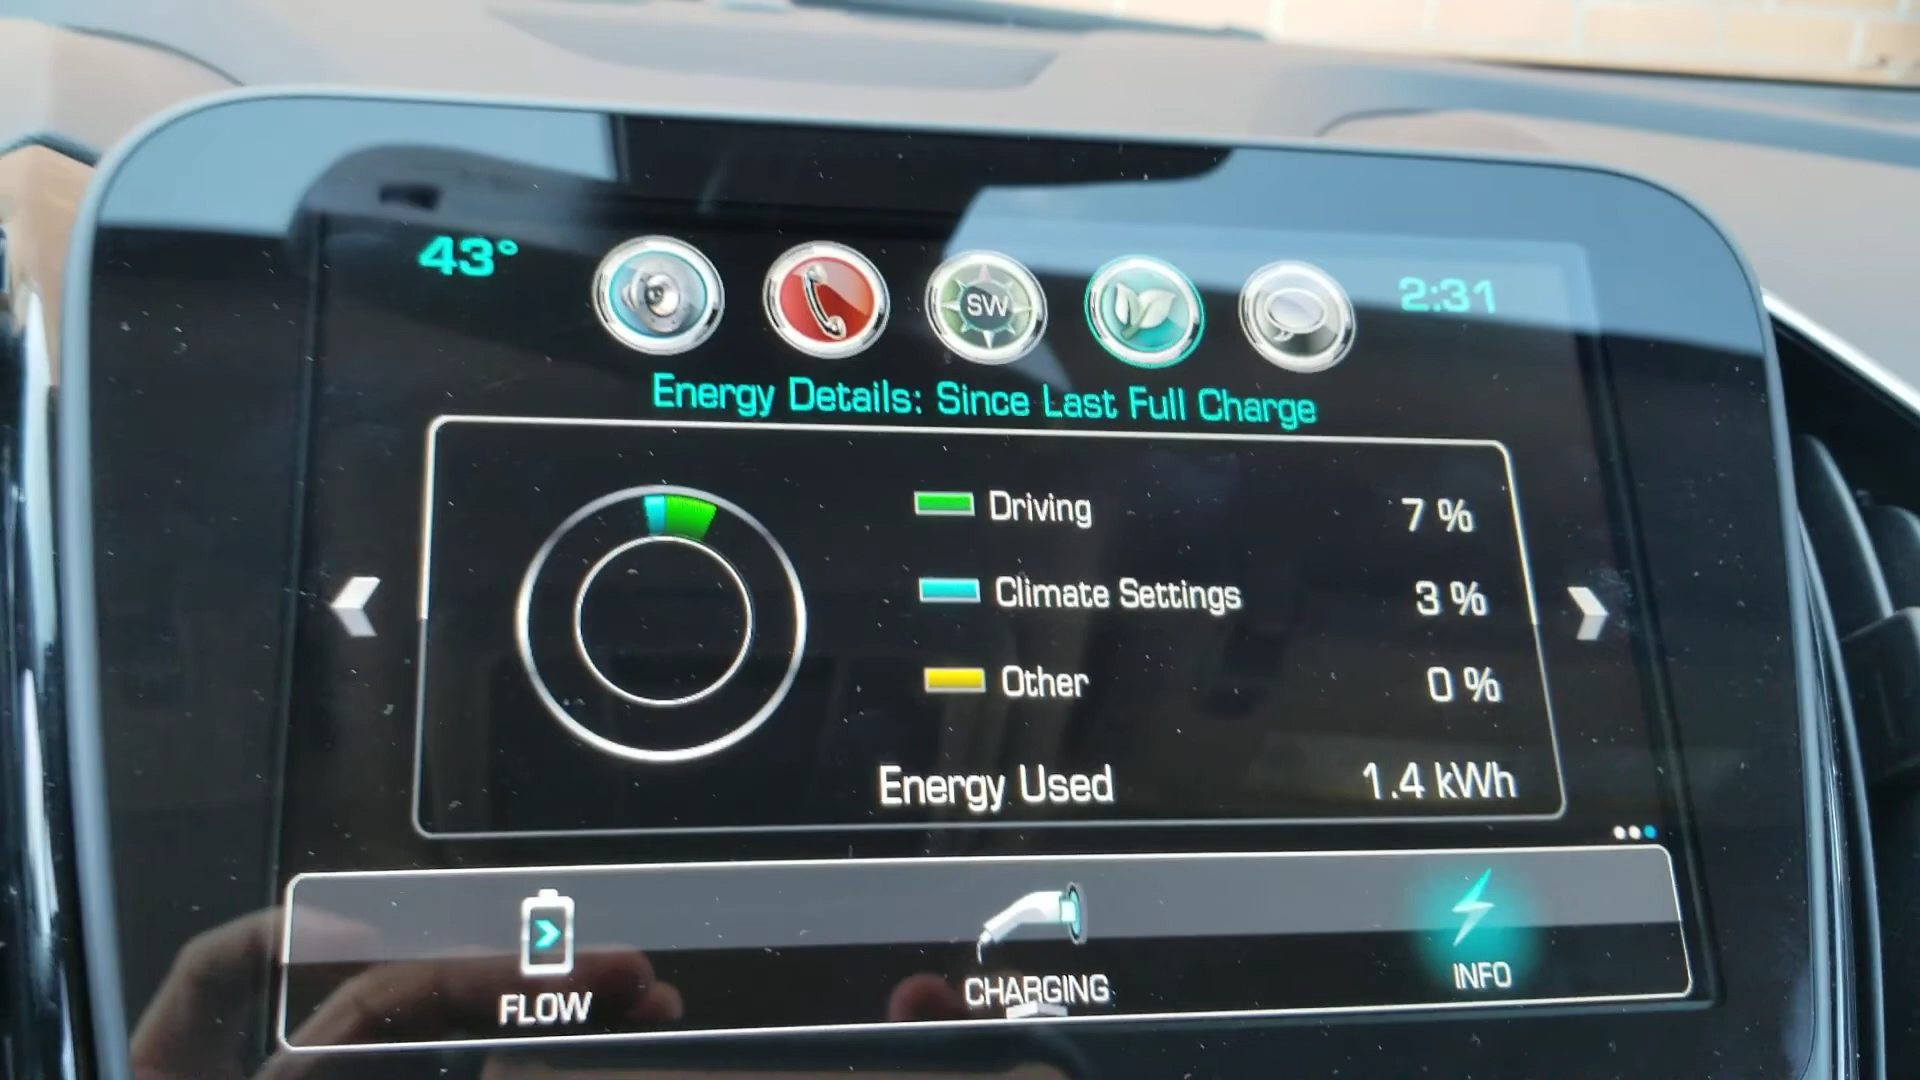 43°
SW
2:31
Energy Details: Since Last Full Charge
Driving 7 %
Climate Settings 3 %
Other 0 %
Energy Used 1.4 kWh
FLOW
CHARGING
INFO